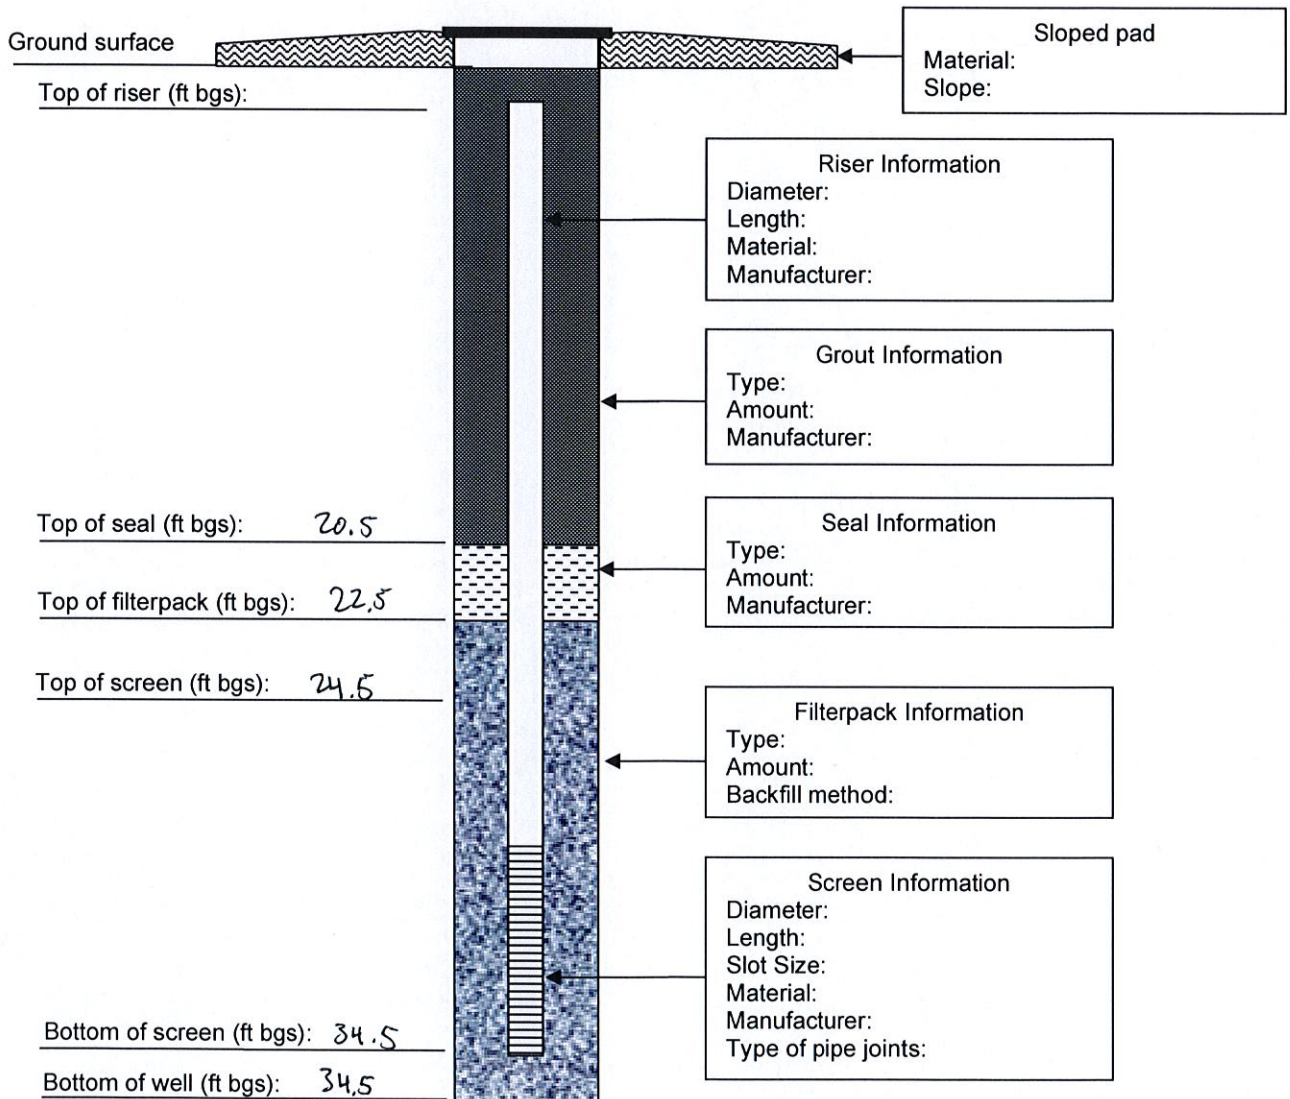 Ground surface
Top of riser (ft bgs):
Sloped pad
Material:
Slope:
Riser Information
Diameter:
Length:
Material:
Manufacturer:
Grout Information
Type:
Amount:
Manufacturer:
Top of seal (ft bgs): 20.5
Top of filterpack (ft bgs): 22.5
Seal Information
Type:
Amount:
Manufacturer:
Top of screen (ft bgs): 24.5
Filterpack Information
Type:
Amount:
Backfill method:
Screen Information
Diameter:
Length:
Slot Size:
Material:
Manufacturer:
Type of pipe joints:
Bottom of screen (ft bgs): 34.5
Bottom of well (ft bgs): 34.5